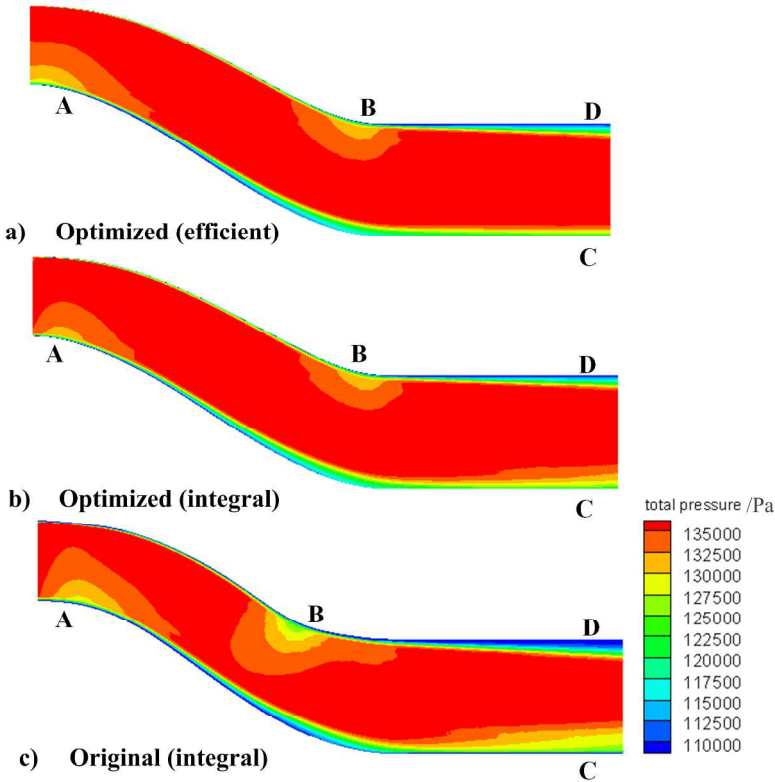 A
B
D
C
a) Optimized (efficient)
A
B
D
C
b) Optimized (integral)
total pressure /Pa
135000
132500
130000
127500
125000
122500
120000
117500
115000
112500
110000
A
B
D
C
c) Original (integral)